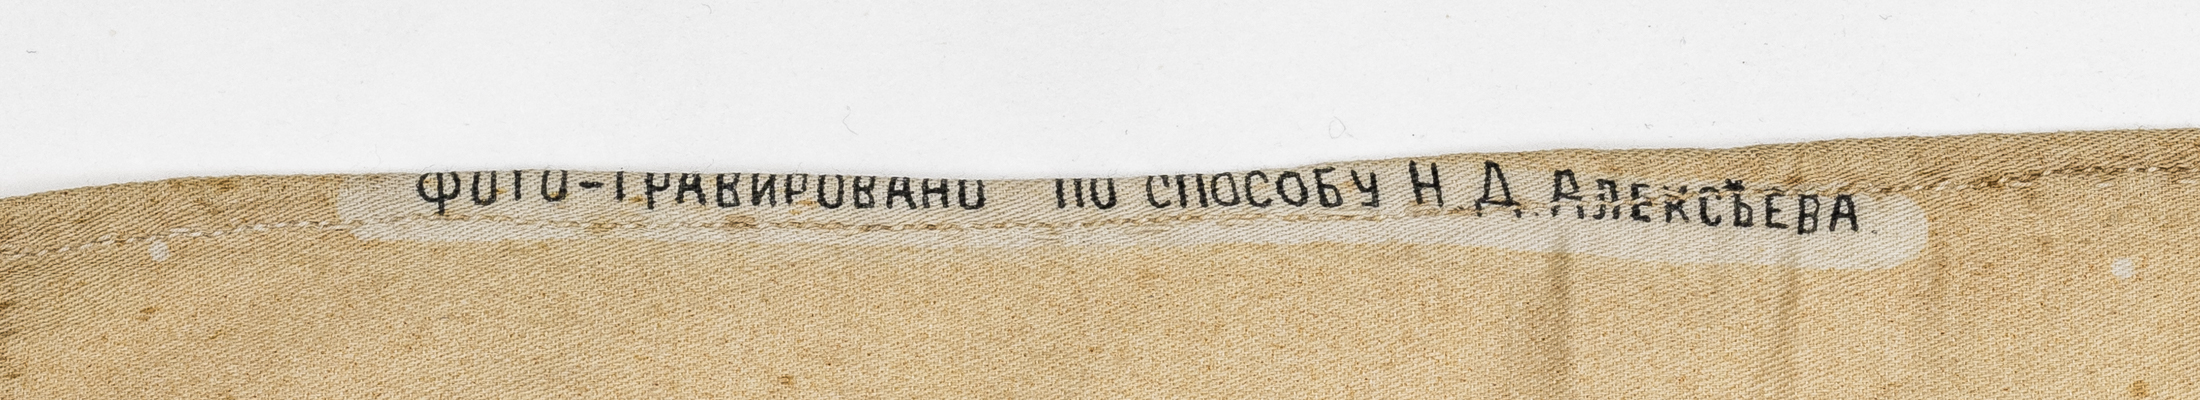 ФОТО-ГРАВИРОВАНО ПО СПОСОБУ Н.Д.АЛЕКСѢЕВА.